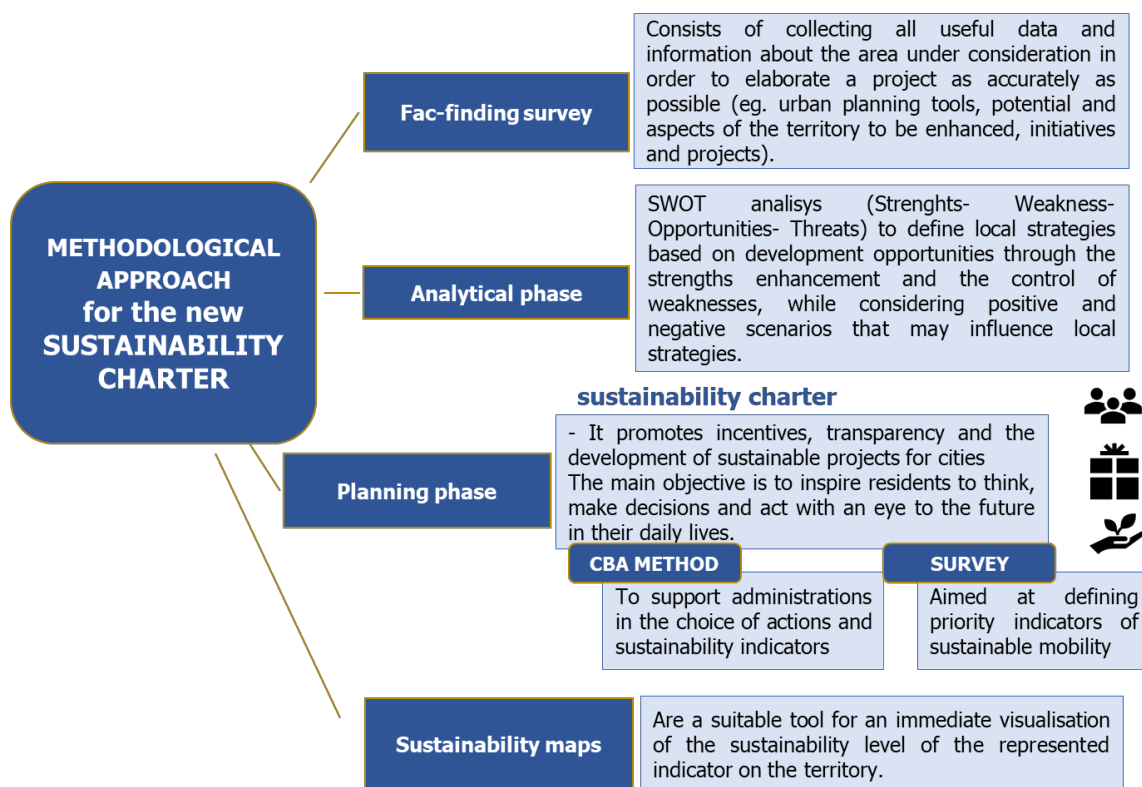 METHODOLOGICAL
APPROACH
for the new
SUSTAINABILITY
CHARTER
Fac-finding survey
Consists of collecting all useful data and
information about the area under consideration in
order to elaborate a project as accurately as
possible (eg. urban planning tools, potential and
aspects of the territory to be enhanced, initiatives
and projects).
Analytical phase
SWOT analisys (Strenghts- Weakness-
Opportunities- Threats) to define local strategies
based on development opportunities through the
strengths enhancement and the control of
weaknesses, while considering positive and
negative scenarios that may influence local
strategies.
Planning phase
sustainability charter
- It promotes incentives, transparency and the
development of sustainable projects for cities
The main objective is to inspire residents to think,
make decisions and act with an eye to the future
in their daily lives.
CBA METHOD
To support administrations
in the choice of actions and
sustainability indicators
SURVEY
Aimed at defining
priority indicators of
sustainable mobility
Sustainability maps
Are a suitable tool for an immediate visualisation
of the sustainability level of the represented
indicator on the territory.